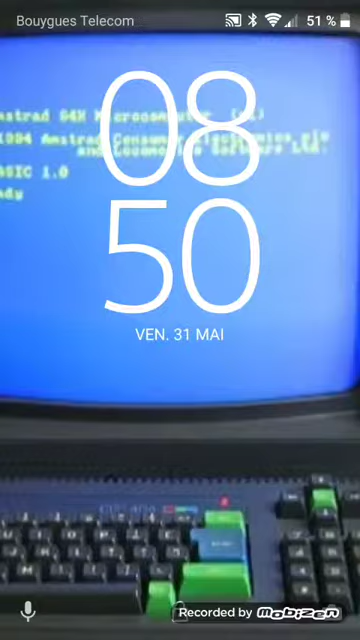 Bouygues Telecom
51 %
08
50
Amstrad 64K Microcomputer
1984 Amstrad Consumer Electronics plc
and Locomotive Software Ltd.
BASIC 1.0
VEN. 31 MAI
Recorded by Mobizen